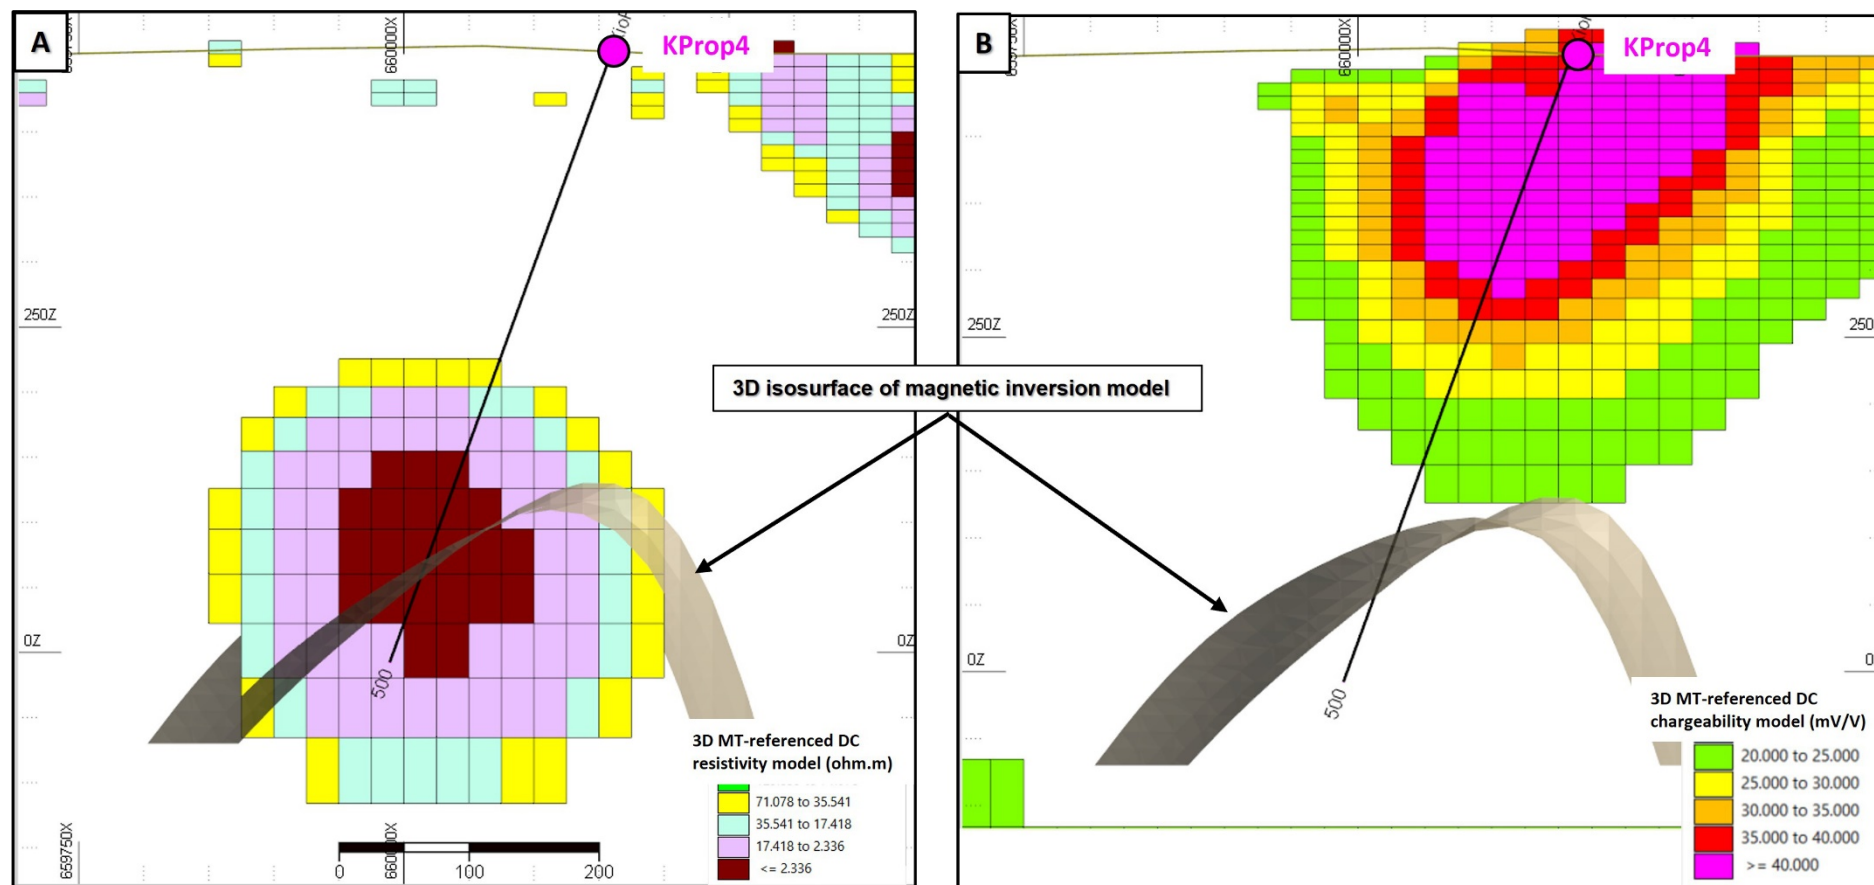 A
659750X
660000X
KProp4
250Z
250Z
0Z
0Z
500
3D MT-referenced DC
resistivity model (ohm.m)
71.078 to 35.541
35.541 to 17.418
17.418 to 2.336
<= 2.336
659750X
660000X
0
100
200
3D isosurface of magnetic inversion model
B
659750X
660000X
KProp4
250Z
250
0Z
0
500
3D MT-referenced DC
chargeability model (mV/V)
20.000 to 25.000
25.000 to 30.000
30.000 to 35.000
35.000 to 40.000
>= 40.000